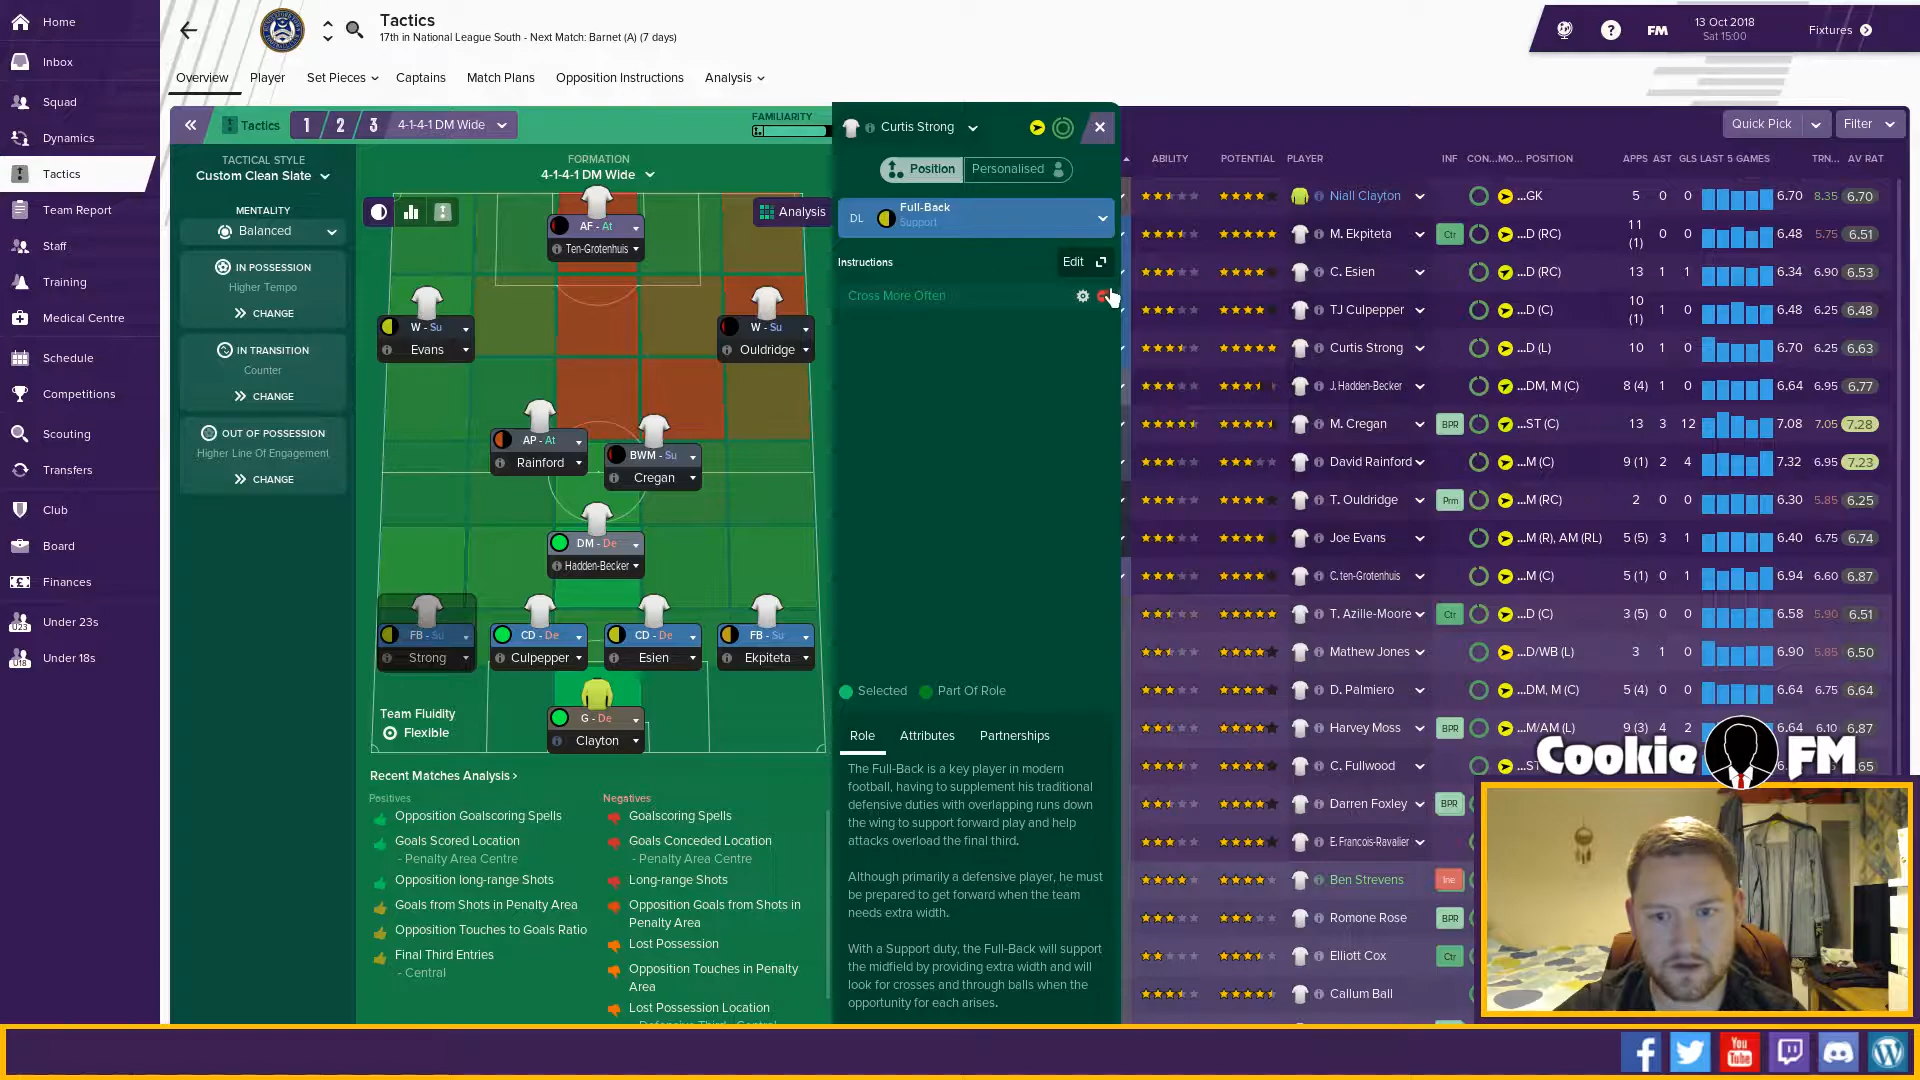 Home
Inbox
Squad
Dynamics
Tactics
Team Report
Staff
Training
Medical Centre
Schedule
Competitions
Scouting
Transfers
Club
Board
Finances
Under 23s
Under 18s
Tactics
17th in National League South - Next Match: Barnet (A) (7 days)
FM
13 Oct 2018
Sat 15:00
Fixtures
Overview Player Set Pieces Captains Match Plans Opposition Instructions Analysis
Tactics 1 2 3 4-1-4-1 DM Wide
FAMILIARITY
TACTICAL STYLE
Custom Clean Slate
MENTALITY
Balanced
IN POSSESSION
Higher Tempo
CHANGE
IN TRANSITION
Counter
CHANGE
OUT OF POSSESSION
Higher Line Of Engagement
CHANGE
FORMATION
4-1-4-1 DM Wide
Analysis
AF - At
Ten-Grotenhuis
W - Su
Evans
W - Su
Ouldridge
AP - At
Rainford
BWM - Su
Cregan
DM - De
Hadden-Becker
FB - Su
Strong
CD - De
Culpepper
CD - De
Esien
FB - Su
Ekpiteta
G - De
Clayton
Team Fluidity
Flexible
Recent Matches Analysis
Positives
Opposition Goalscoring Spells
Goals Scored Location
- Penalty Area Centre
Opposition long-range Shots
Goals from Shots in Penalty Area
Opposition Touches to Goals Ratio
Final Third Entries
- Central
Negatives
Goalscoring Spells
Goals Conceded Location
- Penalty Area Centre
Long-range Shots
Opposition Goals from Shots in
Penalty Area
Lost Possession
Opposition Touches in Penalty
Area
Lost Possession Location
- Defensive Third - Central
Curtis Strong
Position Personalised
DL Full-Back
Support
Instructions Edit
Cross More Often
Selected Part Of Role
Role Attributes Partnerships
The Full-Back is a key player in modern
football, having to supplement his traditional
defensive duties with overlapping runs down
the wing to support forward play and help
attacks overload the final third.
Although primarily a defensive player, he must
be prepared to get forward when the team
needs extra width.
With a Support duty, the Full-Back will support
the midfield by providing extra width and will
look for crosses and through balls when the
opportunity for each arises.
Quick Pick Filter
ABILITY POTENTIAL PLAYER INF CON... MO... POSITION APPS AST GLS LAST 5 GAMES TRN... AV RAT
Niall Clayton ...GK 5 0 0 6.70 8.35 6.70
M. Ekpiteta Ctr ...D (RC) 11 (1) 0 0 6.48 5.75 6.51
C. Esien ...D (RC) 13 1 1 6.34 6.90 6.53
TJ Culpepper ...D (C) 10 (1) 1 0 6.48 6.25 6.48
Curtis Strong ...D (L) 10 1 0 6.70 6.25 6.63
J. Hadden-Becker ...DM, M (C) 8 (4) 1 0 6.64 6.95 6.77
M. Cregan BPR ...ST (C) 13 3 12 7.08 7.05 7.28
David Rainford ...M (C) 9 (1) 2 4 7.32 6.95 7.23
T. Ouldridge Prm ...M (RC) 2 0 0 6.30 5.85 6.25
Joe Evans ...M (R), AM (RL) 5 (5) 3 1 6.40 6.75 6.74
C. ten-Grotenhuis ...M (C) 5 (1) 0 1 6.94 6.60 6.87
T. Azille-Moore Ctr ...D (C) 3 (5) 0 0 6.58 5.90 6.51
Mathew Jones ...D/WB (L) 3 1 0 6.90 5.85 6.50
D. Palmiero ...DM, M (C) 5 (4) 0 0 6.64 6.75 6.64
Harvey Moss BPR ...M/AM (L) 9 (3) 4 2 6.64 6.10 6.87
C. Fullwood
Darren Foxley BPR
E. Francois-Ravalier
Ben Strevens Ine
Romone Rose BPR
Elliott Cox Ctr
Callum Ball
Cookie FM
You
Tube